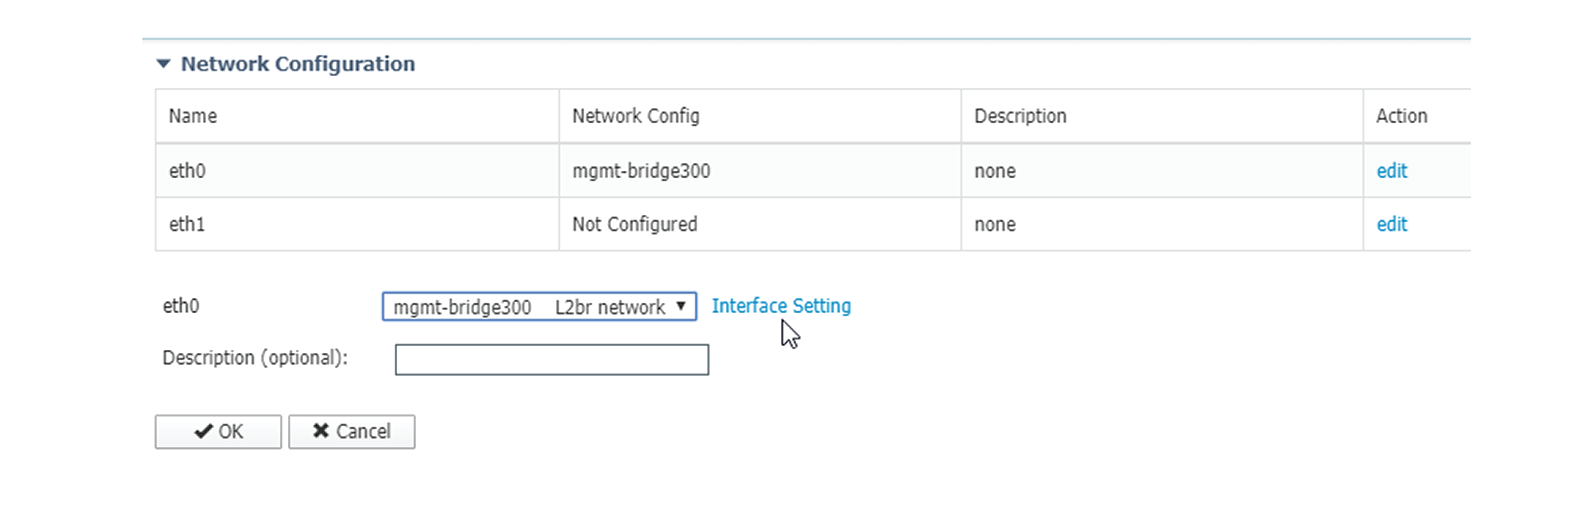 Network Configuration
Name Network Config Description Action
eth0 mgmt-bridge300 none edit
eth1 Not Configured none edit
eth0 mgmt-bridge300 L2br network Interface Setting
Description (optional):
OK Cancel